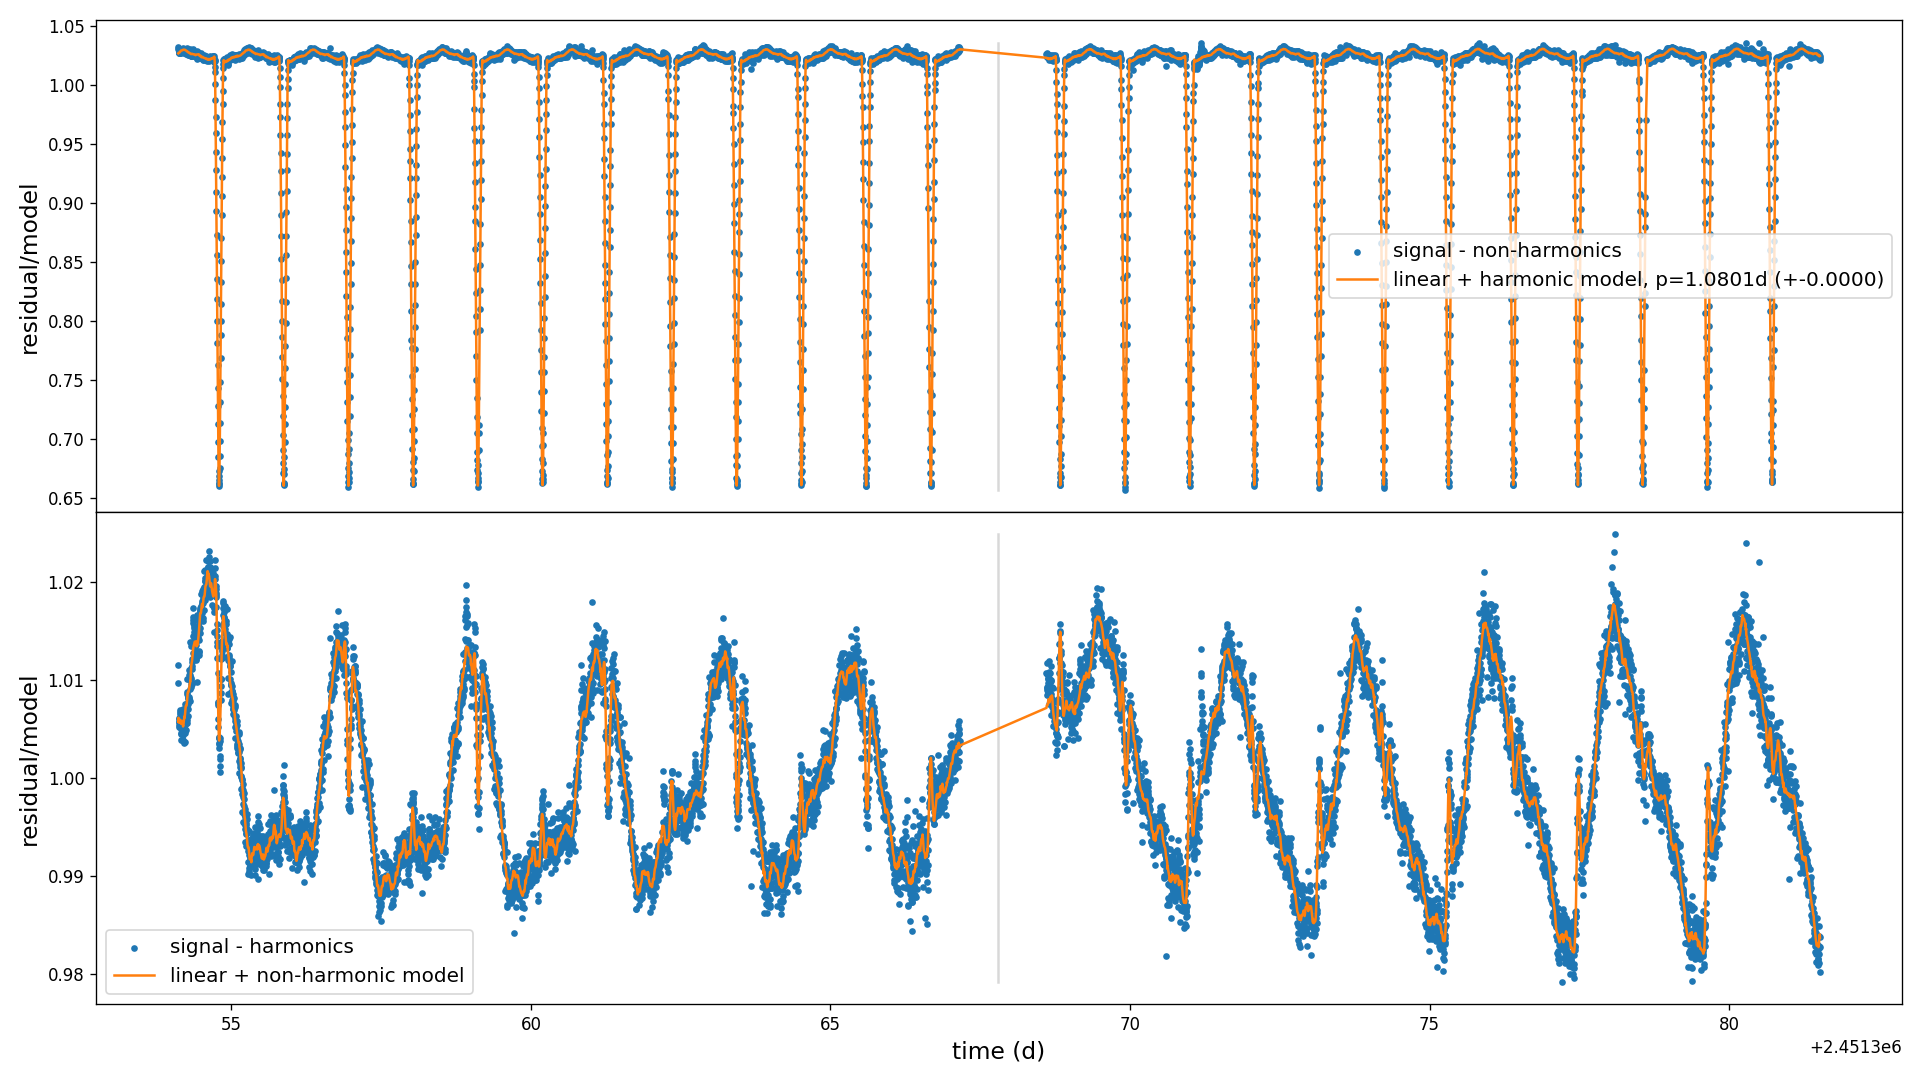 1.05
1.00
0.95
0.90
0.85
0.80
0.75
0.70
0.65
residual/model
signal - non-harmonics
linear + harmonic model, p=1.0801d (+-0.0000)
1.02
1.01
1.00
0.99
0.98
residual/model
signal - harmonics
linear + non-harmonic model
55
60
65
70
75
80
time (d)
+2.4513e6